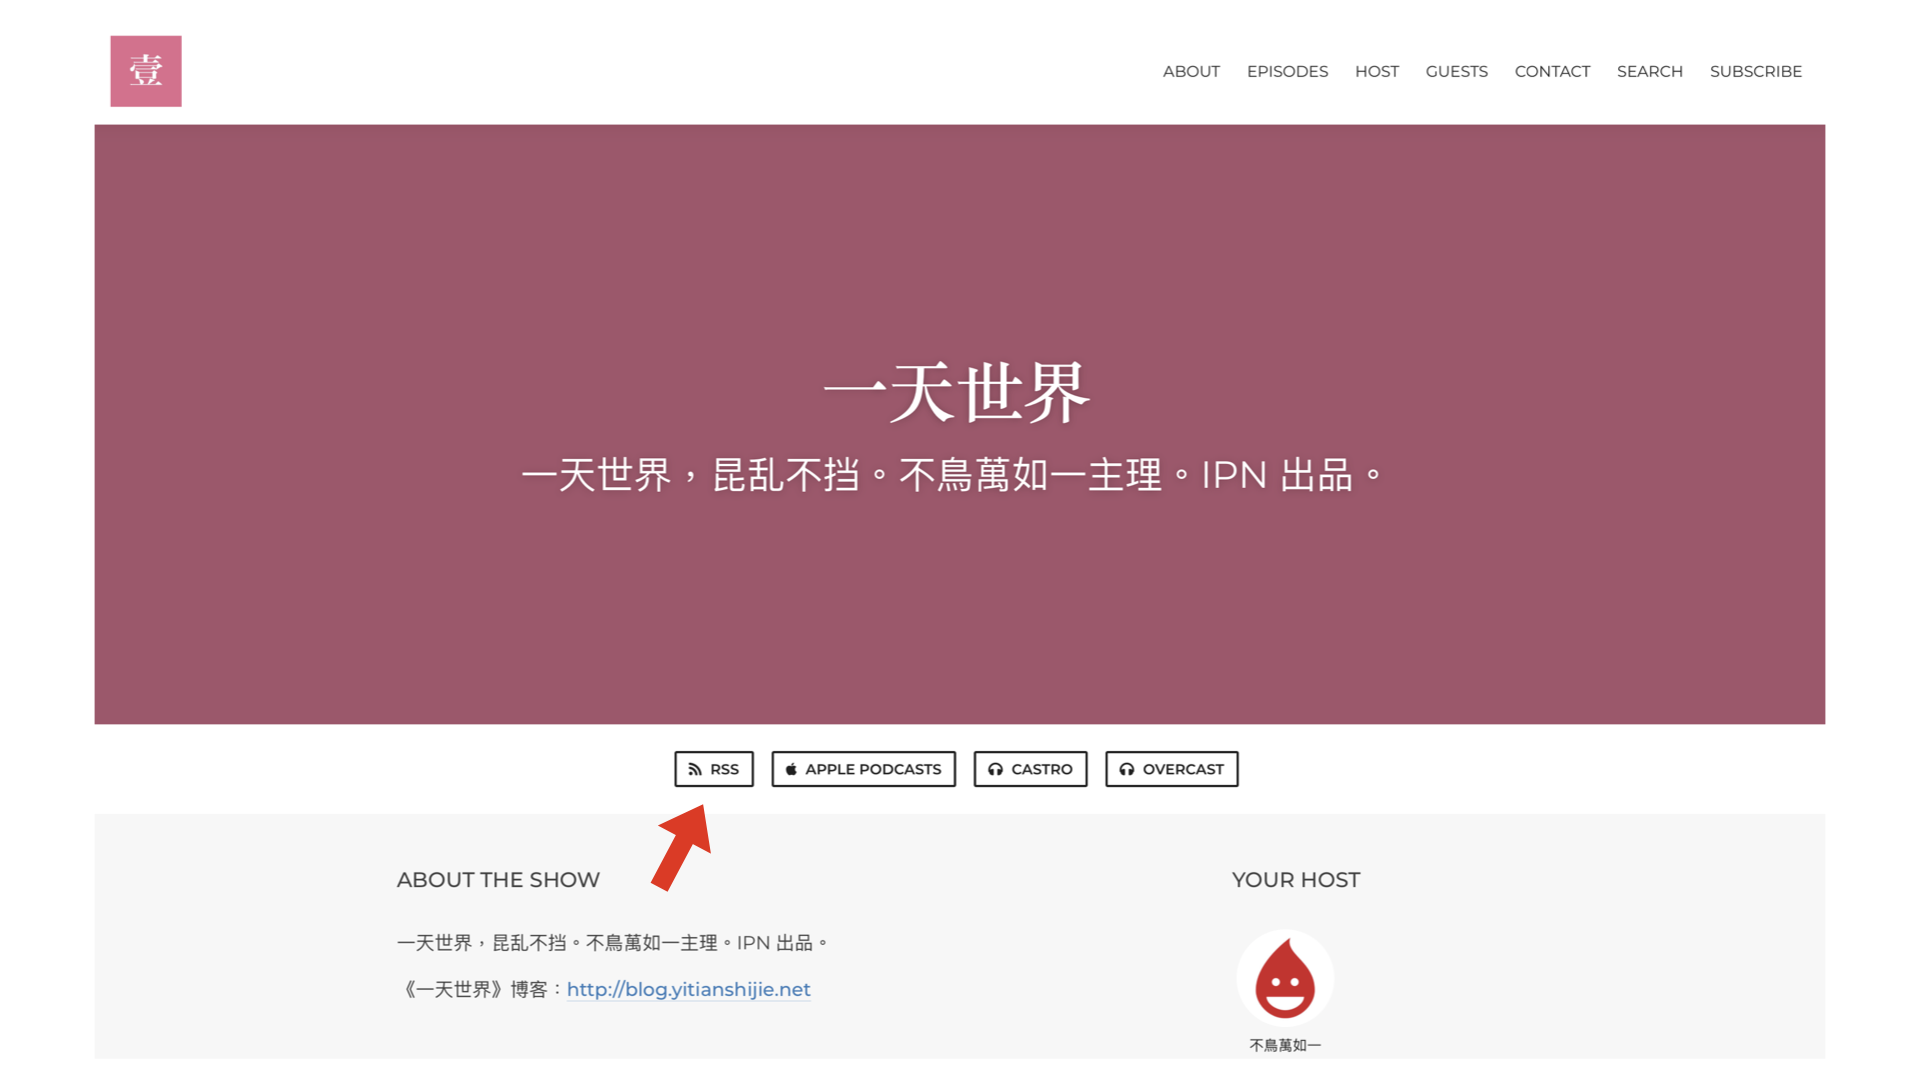 壹
ABOUT EPISODES HOST GUESTS CONTACT SEARCH SUBSCRIBE
一天世界
一天世界，昆乱不挡。不鳥萬如一主理。IPN 出品。
RSS APPLE PODCASTS CASTRO OVERCAST
ABOUT THE SHOW
一天世界，昆乱不挡。不鳥萬如一主理。IPN 出品。
《一天世界》博客：http://blog.yitianshijie.net
YOUR HOST
不鳥萬如一